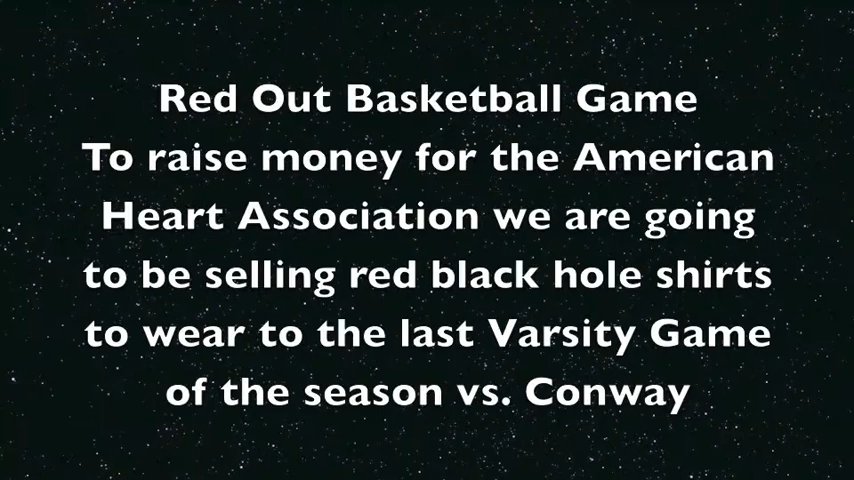 Red Out Basketball Game
To raise money for the American
Heart Association we are going
to be selling red black hole shirts
to wear to the last Varsity Game
of the season vs. Conway